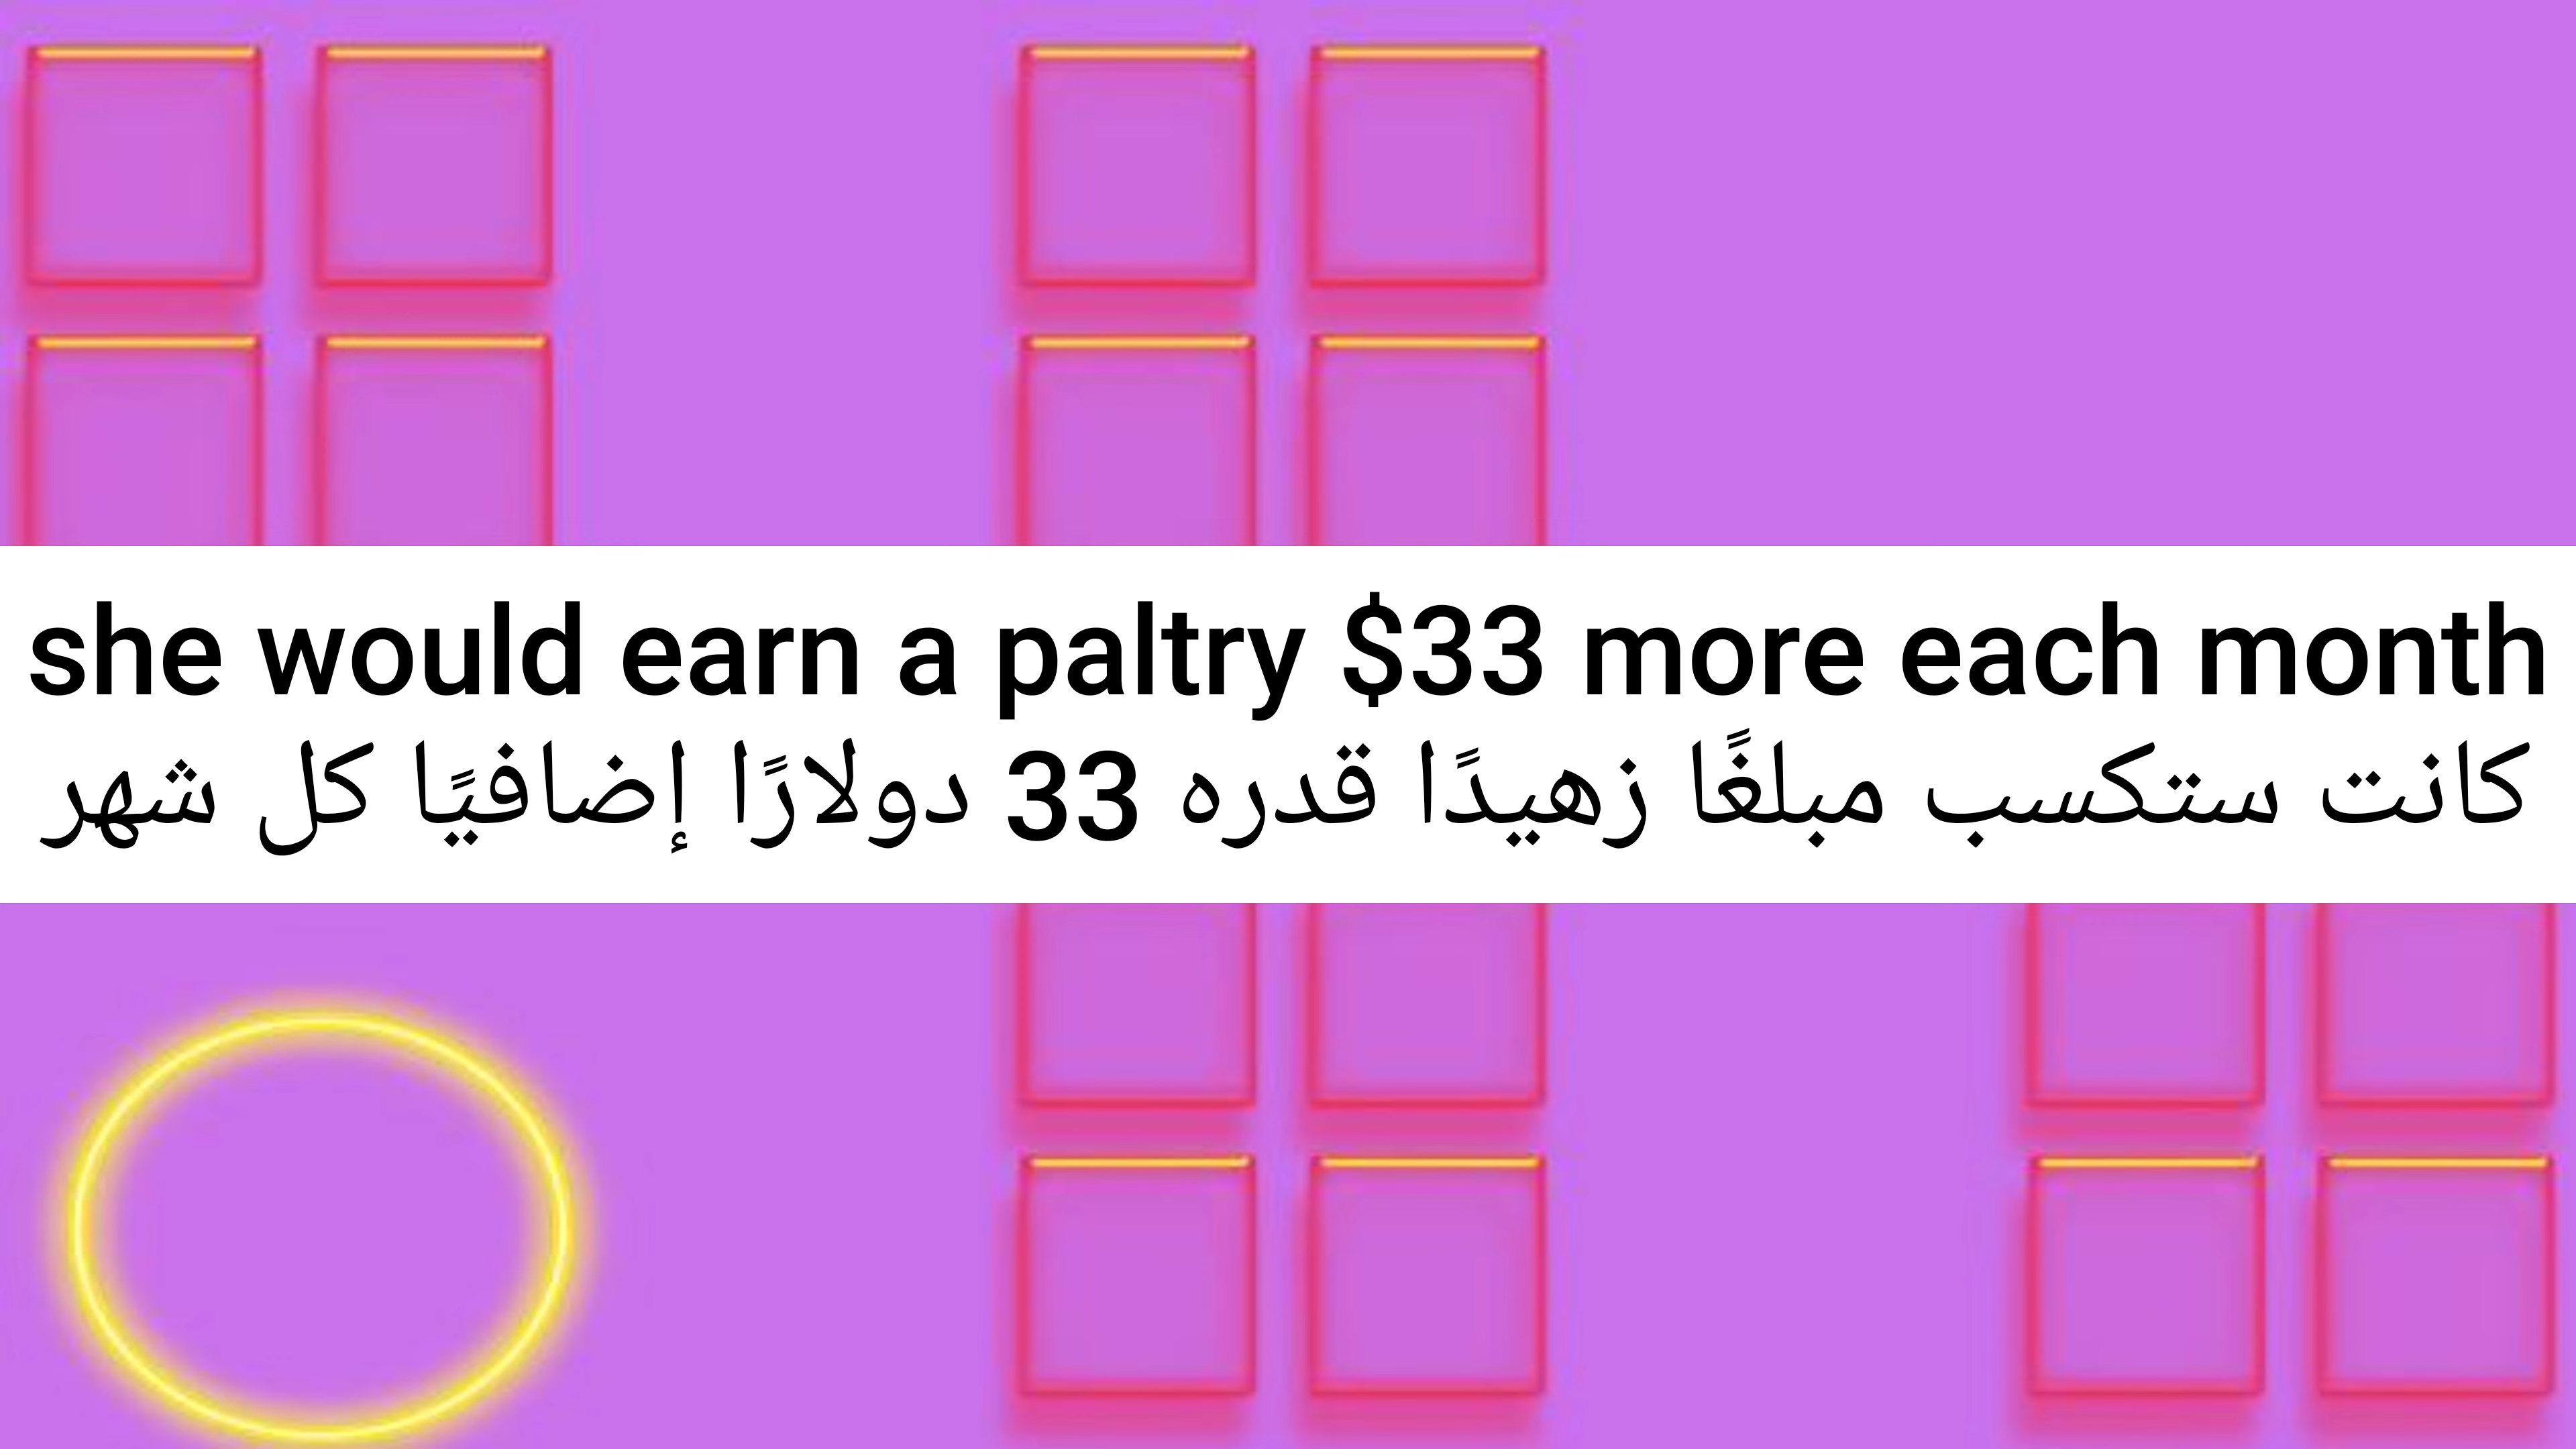 she would earn a paltry $33 more each month
كانت ستكسب مبلغًا زهيدًا قدره 33 دولارًا إضافيًا كل شهر